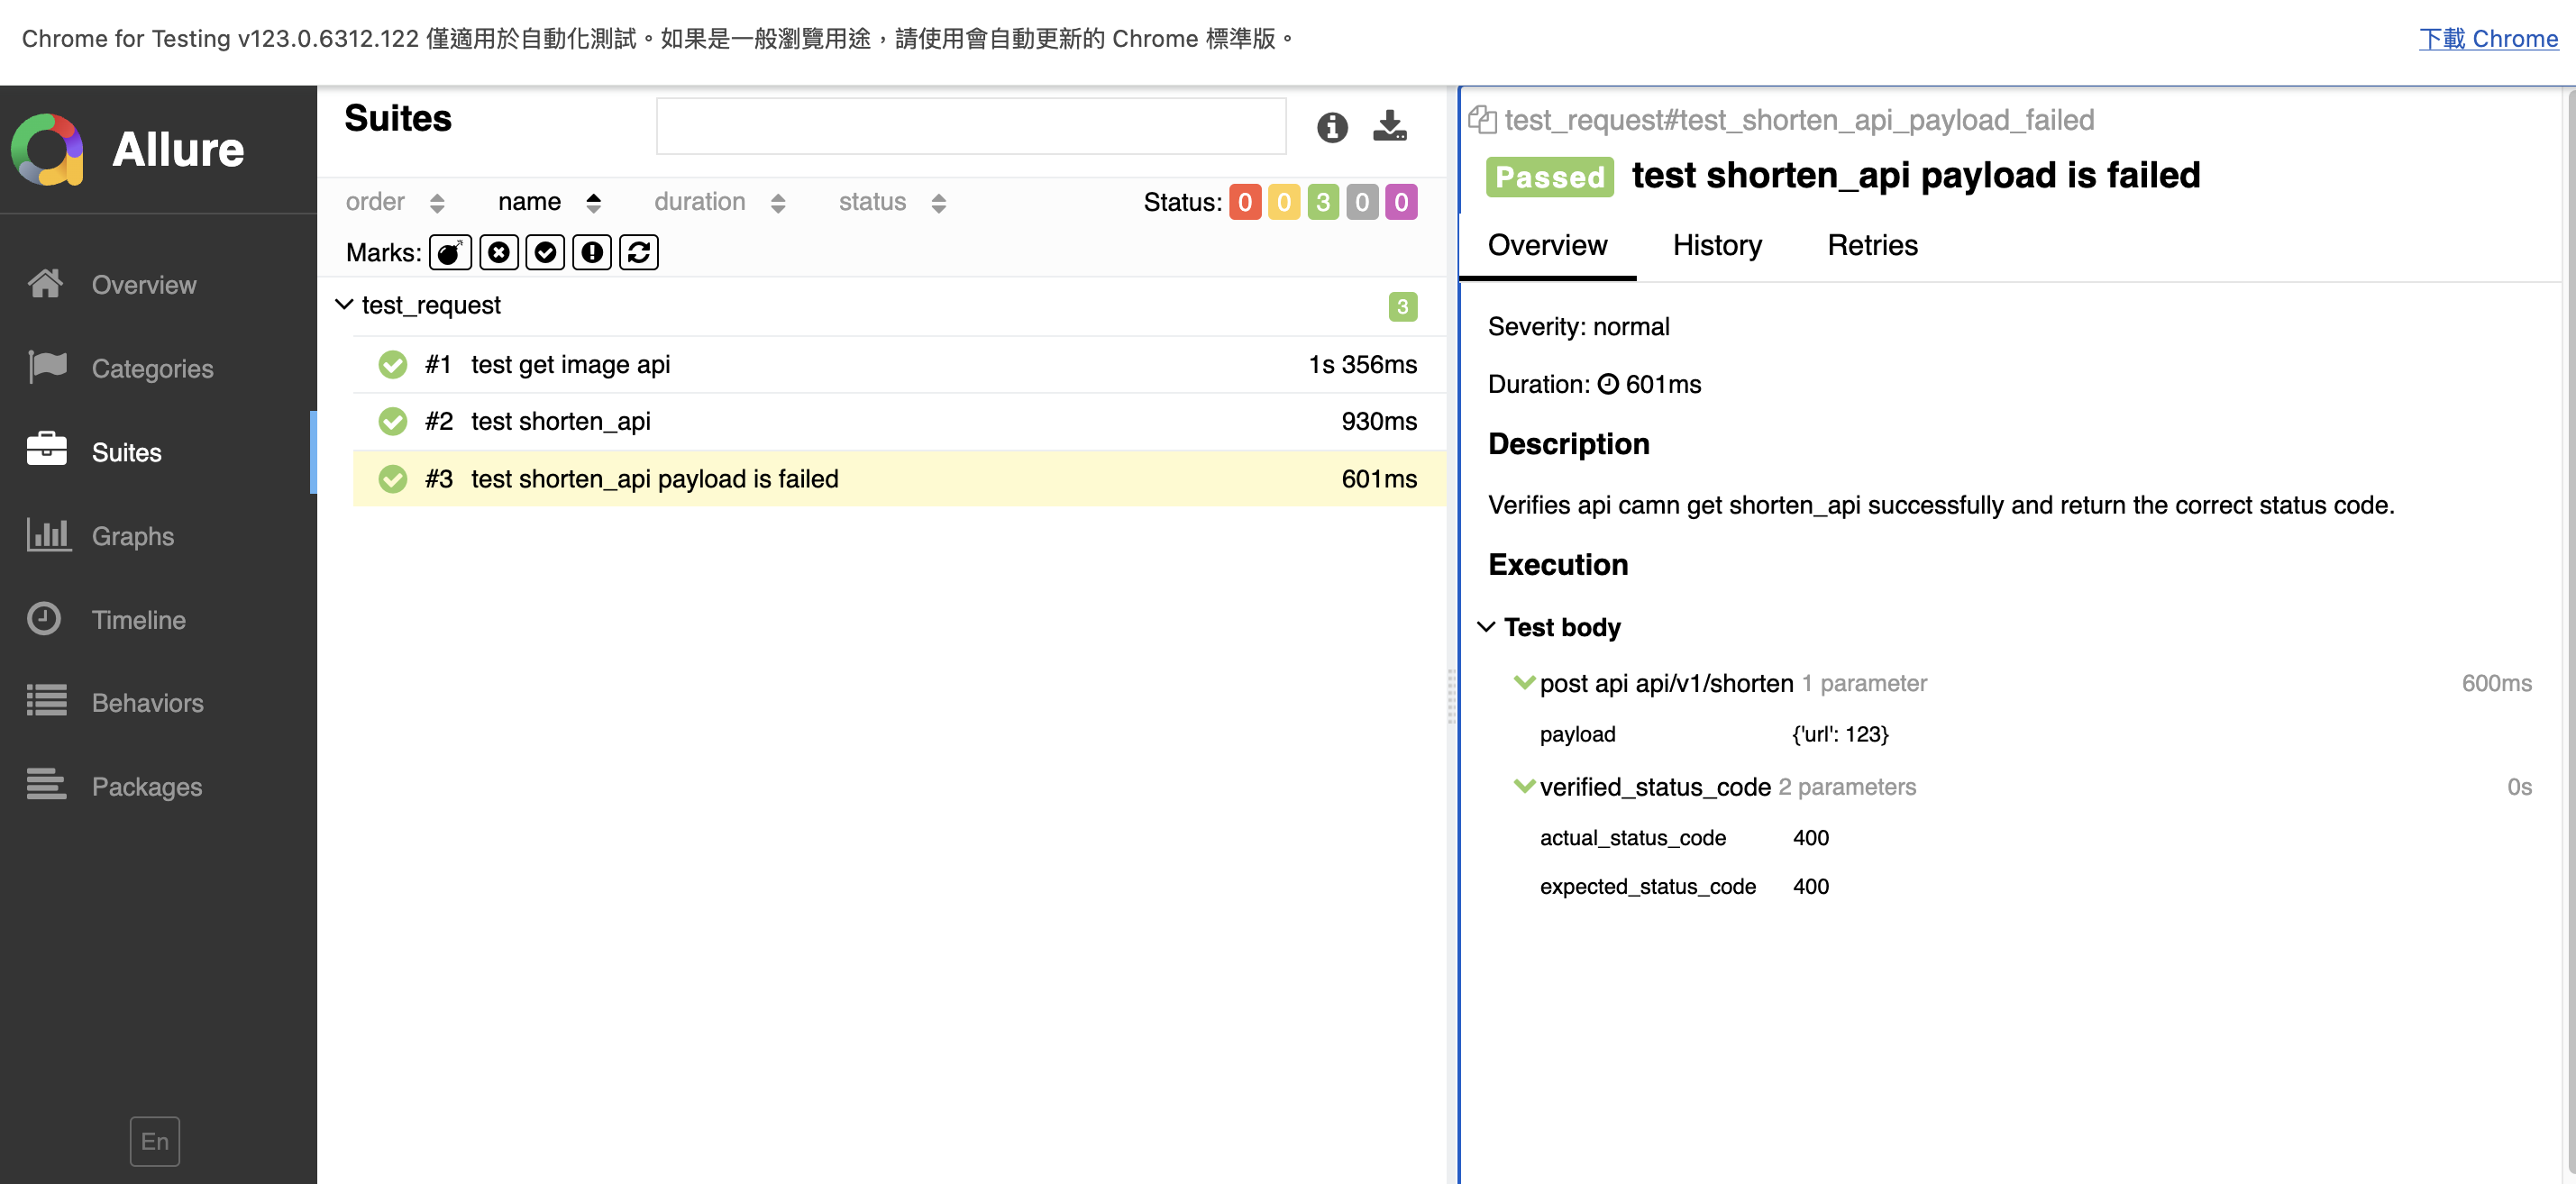 Chrome for Testing v123.0.6312.122 僅適用於自動化測試。如果是一般瀏覽用途，請使用會自動更新的 Chrome 標準版。
下載 Chrome
Allure
Overview
Categories
Suites
Graphs
Timeline
Behaviors
Packages
En
Suites
order name duration status
Status: 0 0 3 0 0
Marks:
test_request 3
#1 test get image api 1s 356ms
#2 test shorten_api 930ms
#3 test shorten_api payload is failed 601ms
test_request#test_shorten_api_payload_failed
Passed test shorten_api payload is failed
Overview History Retries
Severity: normal
Duration: 601ms
Description
Verifies api camn get shorten_api successfully and return the correct status code.
Execution
Test body
post api api/v1/shorten 1 parameter 600ms
payload {'url': 123}
verified_status_code 2 parameters 0s
actual_status_code 400
expected_status_code 400